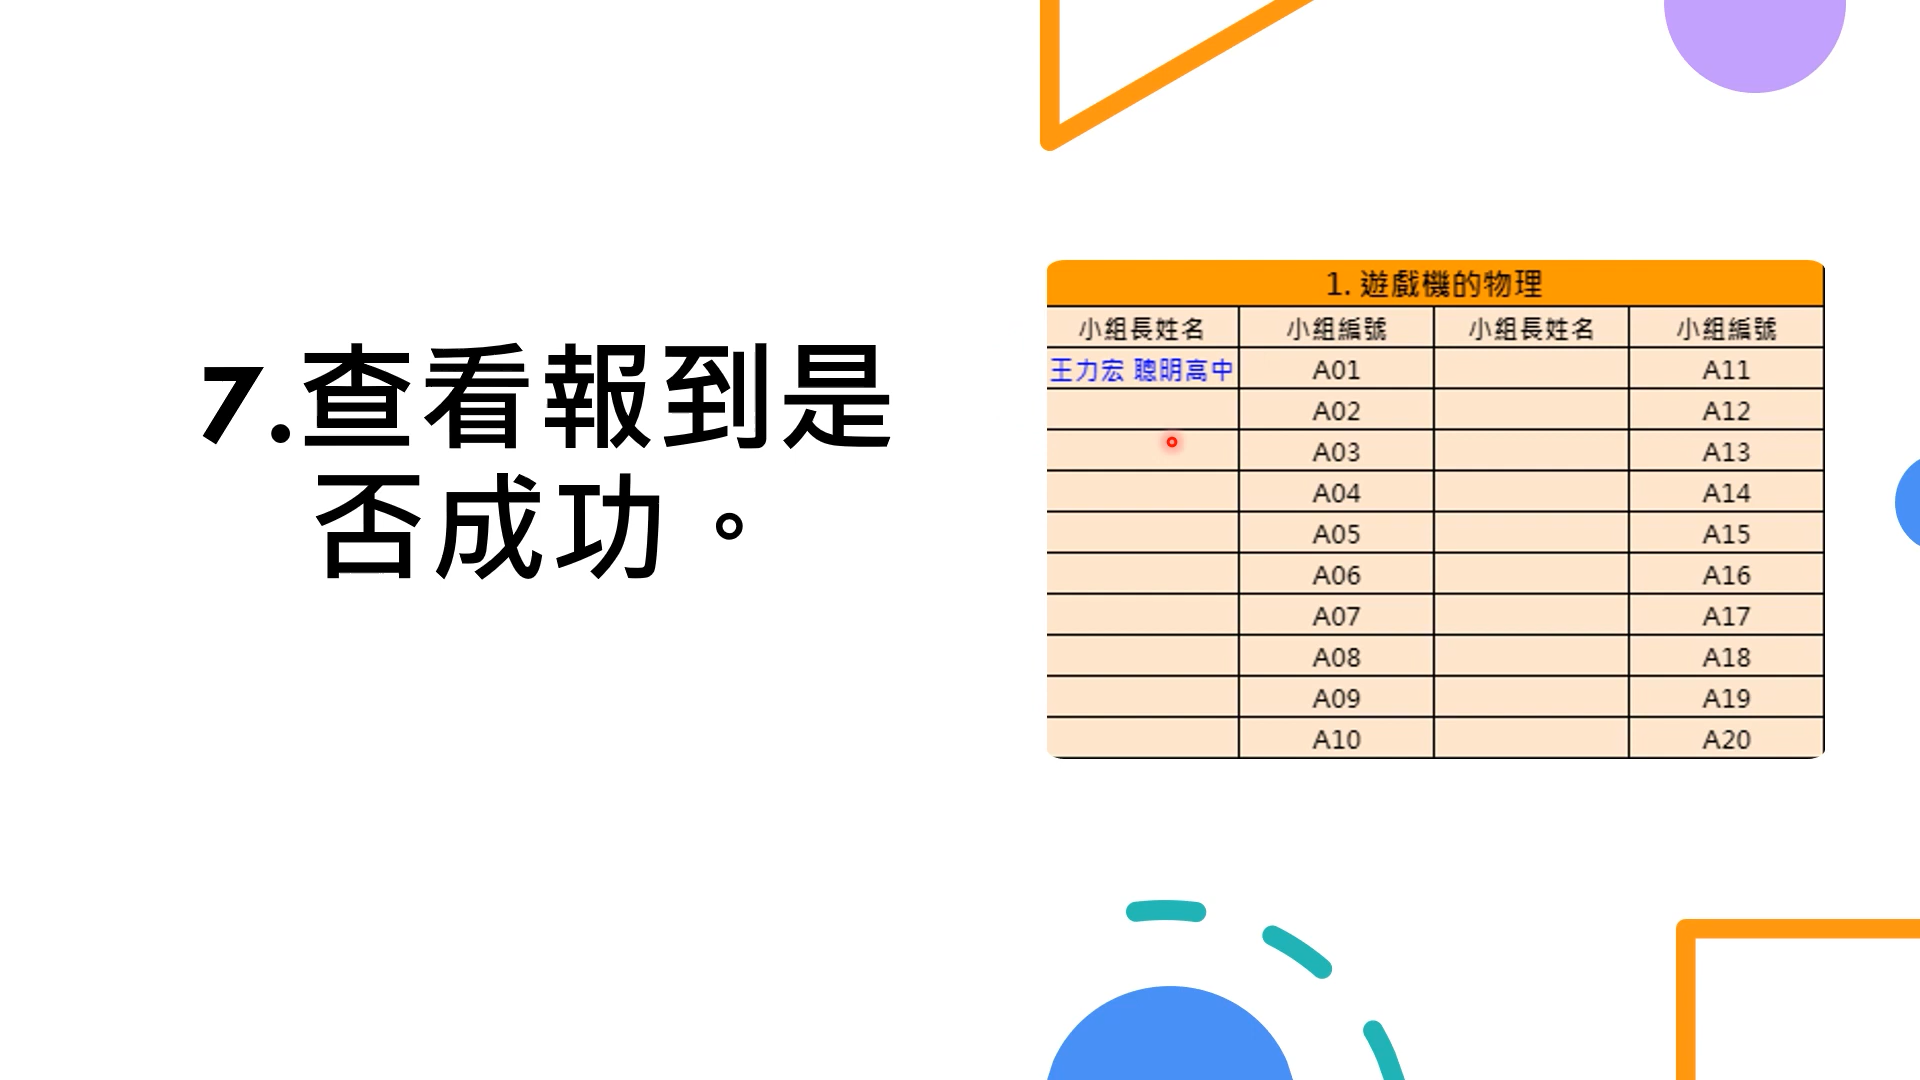 7.查看報到是
否成功。
1. 遊戲機的物理
小組長姓名 小組編號 小組長姓名 小組編號
王力宏 聰明高中 A01 A11
A02 A12
A03 A13
A04 A14
A05 A15
A06 A16
A07 A17
A08 A18
A09 A19
A10 A20